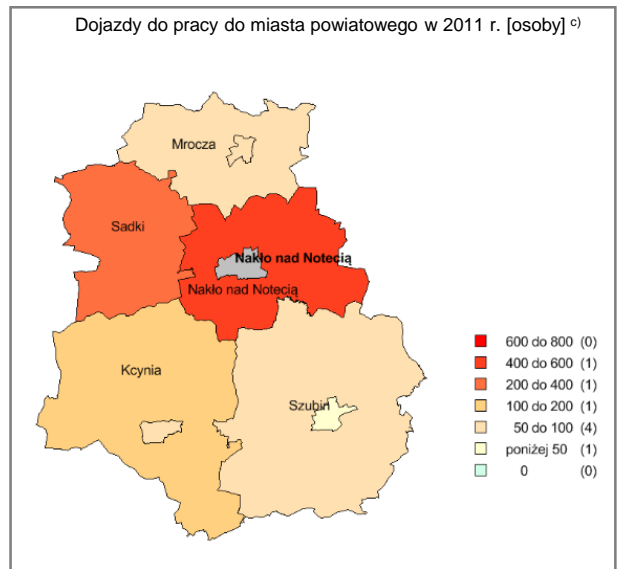 Dojazdy do pracy do miasta powiatowego w 2011 r. [osoby] c)
Mrocza
Sadki
Nakło nad Notecią
Nakło nad Notecią
Kcynia
Szubin
600 do 800 (0)
400 do 600 (1)
200 do 400 (1)
100 do 200 (1)
50 do 100 (4)
poniżej 50 (1)
0 (0)